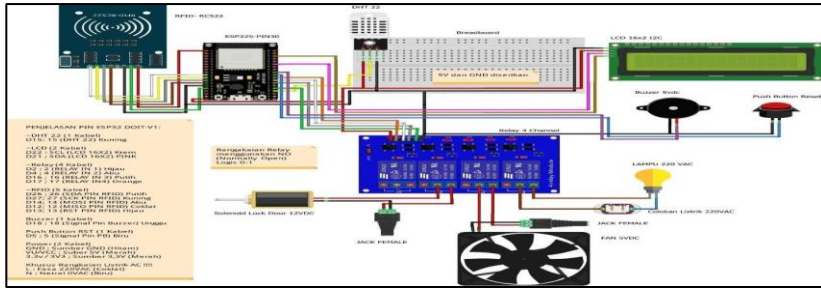 RFID: RC522
ESP32S-PIN30
DHT 22
Breadboard
LCD 16x2 I2C
5V dan GND diserikan
Buzzer 5vdc
Push Button Reset
Relay 4 Channel
Rangkaian Relay
menggunakan NO
(Normally Open)
Logic 0-1
4 relay Module
LAMPU 220 VAC
Solenoid Lock Door 12VDC
Colokan Listrik 220VAC
JACK FEMALE
JACK FEMALE
FAN 5VDC
PENJELASAN PIN ESP32 DOIT-V1:
-DHT 22 (1 Kabel)
D15; 15 (DHT 22) Kuning
-LCD (2 Kabel)
D22 ; SCL (LCD 16X2) Krem
D21 ; SDA (LCD 16X2) PINK
-Relay (4 Kabel)
D2 ; 2 (RELAY IN 1) Hijau
D4 ; 4 (RELAY IN 2) Abu
D16 ; 16 (RELAY IN 3) Putih
D17 ; 17 (RELAY IN4) Orange
-RFID (5 kabel)
D26 ; 26 (SDA PIN RFID) Putih
D27; 27 (SCK PIN RFID) Kuning
D14 ; 14 (MOSI PIN RFID) Abu
D12; 12 (MISO PIN RFID) Coklat
D13; 13 (RST PIN RFID) Hijau
Buzzer (1 kabel)
D18 ; 18 (Signal Pin Buzzer) Unggu
Push Button RST (1 Kabel)
D5 ; 5 (Signal Pin PB) Biru
Power (2 Kabel)
GND ; Sumber GND (Hitam)
VU/VCC ; Suber 5V (Merah)
3.3v / 3V3 ; Sumber 3,3V (Merah)
Khusus Rangkaian Listrik AC !!!!
L ; Fasa 220VAC (Coklat)
N ; Netral 0VAC (Biru)